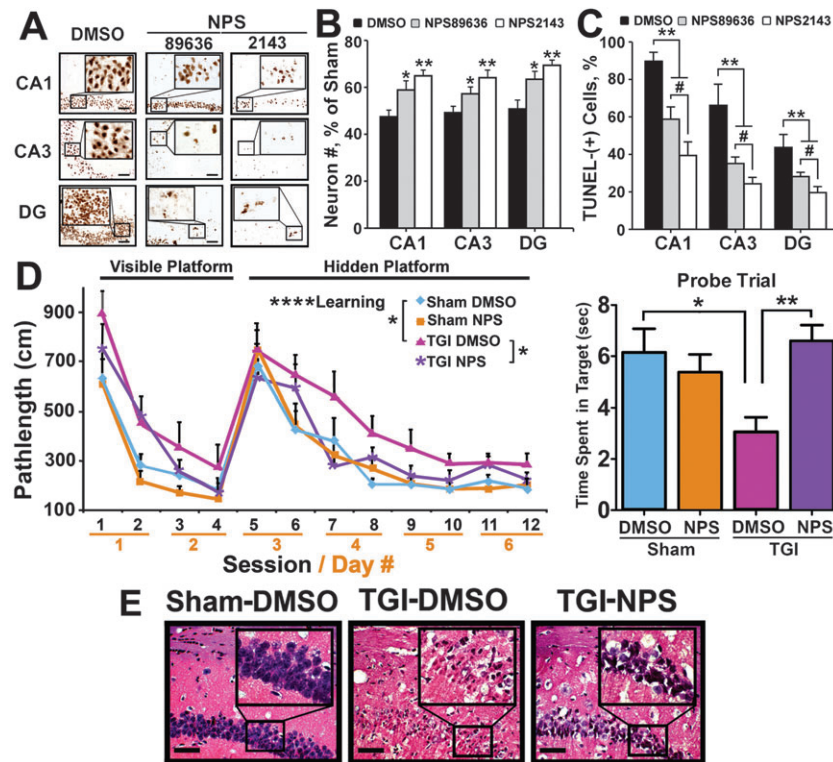 A
DMSO
NPS
89636 2143
CA1
CA3
DG
B
DMSO NPS89636 NPS2143
Neuron #, % of Sham
80
60
40
20
0
* ** * ** * **
CA1 CA3 DG
C
DMSO NPS89636 NPS2143
TUNEL-(+) Cells, %
100
80
60
40
20
0
** # ** # ** #
CA1 CA3 DG
D
Visible Platform Hidden Platform
****Learning
*
Sham DMSO
Sham NPS
TGI DMSO
TGI NPS
*
Pathlength (cm)
900
700
500
300
100
1 2 3 4 5 6 7 8 9 10 11 12
1 2 3 4 5 6
Session / Day #
Probe Trial
* **
Time Spent in Target (sec)
8
6
4
2
0
DMSO NPS DMSO NPS
Sham TGI
E
Sham-DMSO TGI-DMSO TGI-NPS